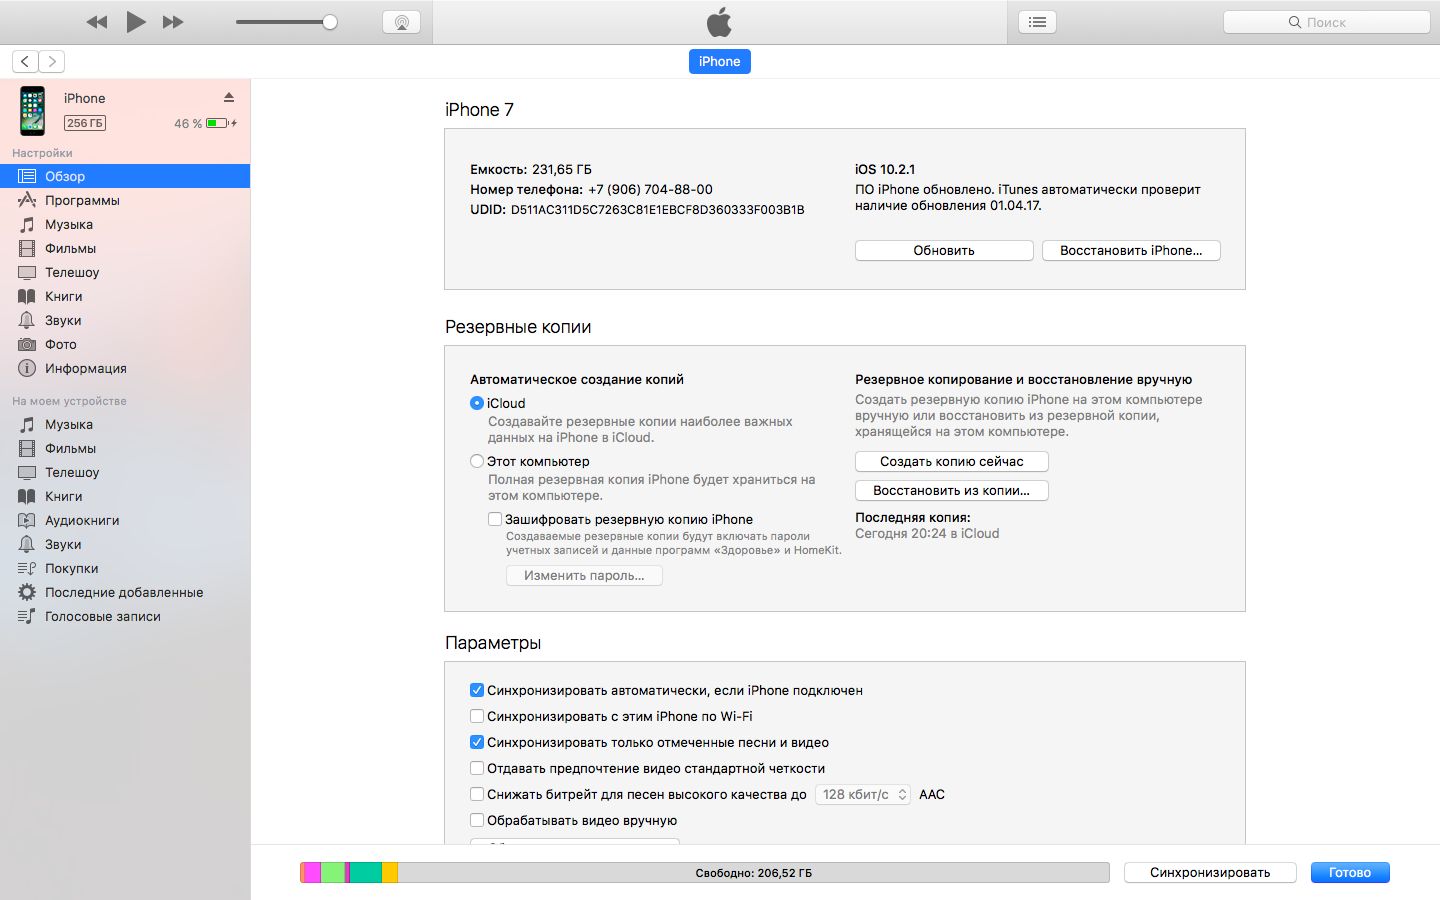 Поиск
iPhone
iPhone
256 ГБ
46 %
Настройки
Обзор
Программы
Музыка
Фильмы
Телешоу
Книги
Звуки
Фото
Информация
На моем устройстве
Музыка
Фильмы
Телешоу
Книги
Аудиокниги
Звуки
Покупки
Последние добавленные
Голосовые записи
iPhone 7
Емкость: 231,65 ГБ
Номер телефона: +7 (906) 704-88-00
UDID: D511AC311D5C7263C81E1EBCF8D360333F003B1B
iOS 10.2.1
ПО iPhone обновлено. iTunes автоматически проверит
наличие обновления 01.04.17.
Обновить
Восстановить iPhone...
Резервные копии
Автоматическое создание копий
iCloud
Создавайте резервные копии наиболее важных
данных на iPhone в iCloud.
Этот компьютер
Полная резервная копия iPhone будет храниться на
этом компьютере.
Зашифровать резервную копию iPhone
Создаваемые резервные копии будут включать пароли
учетных записей и данные программ «Здоровье» и HomeKit.
Изменить пароль...
Резервное копирование и восстановление вручную
Создать резервную копию iPhone на этом компьютере
вручную или восстановить из резервной копии,
хранящейся на этом компьютере.
Создать копию сейчас
Восстановить из копии...
Последняя копия:
Сегодня 20:24 в iCloud
Параметры
Синхронизировать автоматически, если iPhone подключен
Синхронизировать с этим iPhone по Wi-Fi
Синхронизировать только отмеченные песни и видео
Отдавать предпочтение видео стандартной четкости
Снижать битрейт для песен высокого качества до 128 кбит/с AAC
Обрабатывать видео вручную
Свободно: 206,52 ГБ
Синхронизировать
Готово